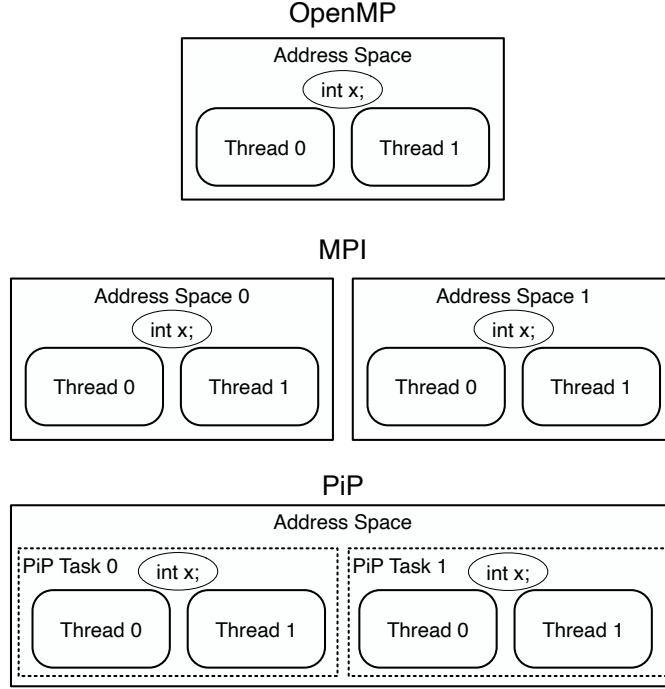 OpenMP
Address Space
int x;
Thread 0 Thread 1
MPI
Address Space 0 Address Space 1
int x; int x;
Thread 0 Thread 1 Thread 0 Thread 1
PiP
Address Space
PiP Task 0 int x; PiP Task 1 int x;
Thread 0 Thread 1 Thread 0 Thread 1